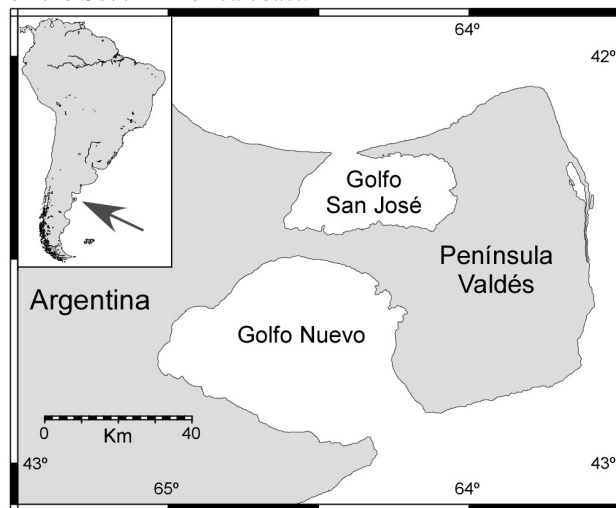 64º
42º
Golfo
San José
Península
Valdés
Argentina
Golfo Nuevo
0
40
Km
43º
43º
65º
64º